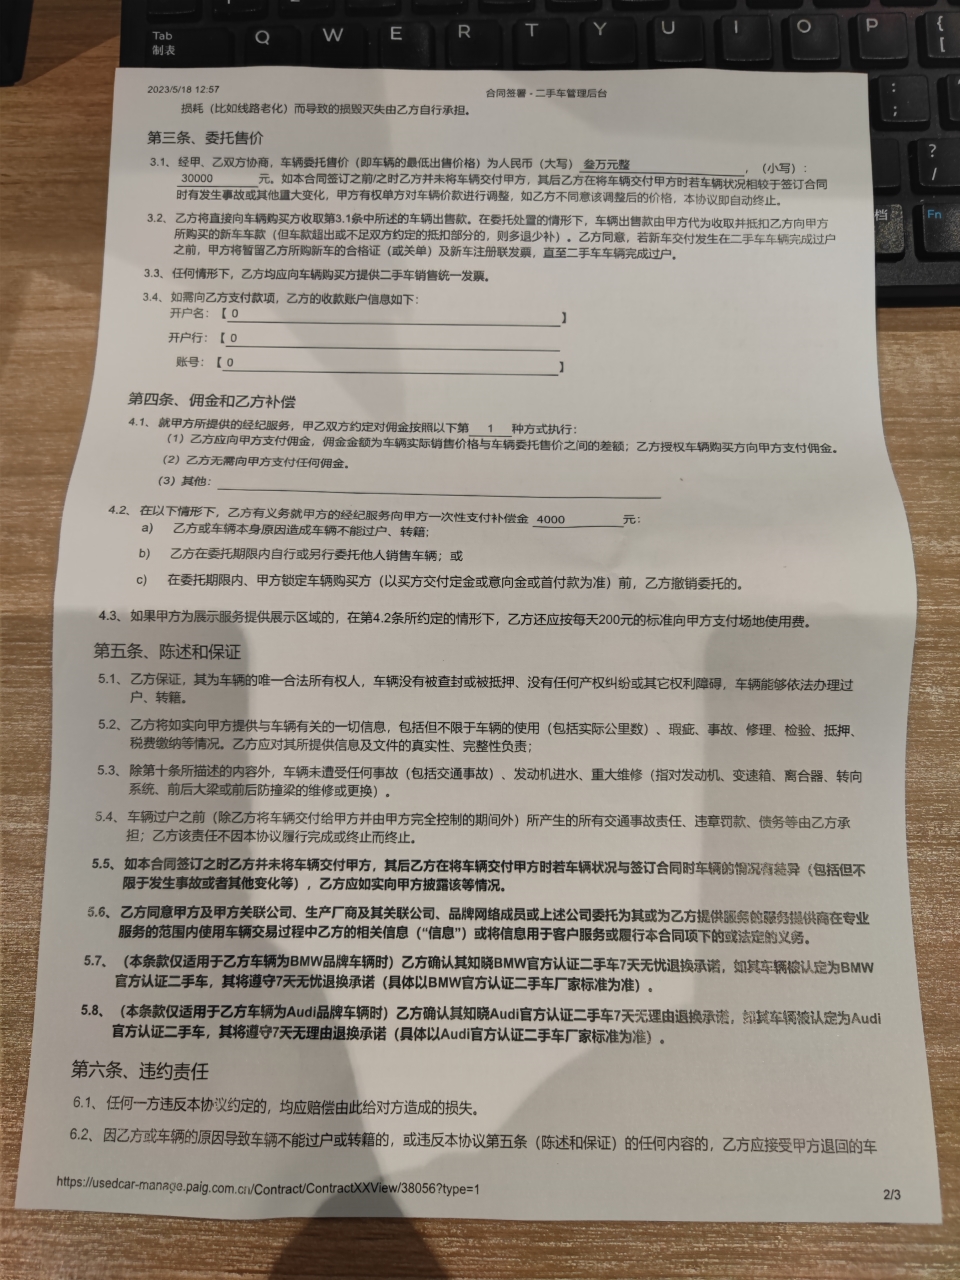 Tab
制表
Q W E R T Y U I O P { [
: ;
? /
档 Fn
2023/5/18 12:57 合同签署 - 二手车管理后台
损耗（比如线路老化）而导致的损毁灭失由乙方自行承担。
第三条、委托售价
3.1、 经甲、乙双方协商，车辆委托售价（即车辆的最低出售价格）为人民币（大写） 叁万元整 ，（小写）：
30000 元。如本合同签订之前/之时乙方并未将车辆交付甲方，其后乙方在将车辆交付甲方时若车辆状况相较于签订合同
时有发生事故或其他重大变化，甲方有权单方对车辆价款进行调整，如乙方不同意该调整后的价格，本协议即自动终止。
3.2、 乙方将直接向车辆购买方收取第3.1条中所述的车辆出售款。在委托处置的情形下，车辆出售款由甲方代为收取并抵扣乙方向甲方
所购买的新车车款（但车款超出或不足双方约定的抵扣部分的，则多退少补）。乙方同意，若新车交付发生在二手车车辆完成过户
之前，甲方将暂留乙方所购新车的合格证（或关单）及新车注册联发票，直至二手车车辆完成过户。
3.3、 任何情形下，乙方均应向车辆购买方提供二手车销售统一发票。
3.4、 如需向乙方支付款项，乙方的收款账户信息如下：
开户名：【 0 】
开户行：【 0
账号：【 0 】
第四条、佣金和乙方补偿
4.1、 就甲方所提供的经纪服务，甲乙双方约定对佣金按照以下第 1 种方式执行：
（1）乙方应向甲方支付佣金，佣金金额为车辆实际销售价格与车辆委托售价之间的差额；乙方授权车辆购买方向甲方支付佣金。
（2）乙方无需向甲方支付任何佣金。
（3）其他：
4.2、 在以下情形下，乙方有义务就甲方的经纪服务向甲方一次性支付补偿金 4000 元：
a) 乙方或车辆本身原因造成车辆不能过户、转籍；
b) 乙方在委托期限内自行或另行委托他人销售车辆；或
c) 在委托期限内、甲方锁定车辆购买方（以买方交付定金或意向金或首付款为准）前，乙方撤销委托的。
4.3、 如果甲方为展示服务提供展示区域的，在第4.2条所约定的情形下，乙方还应按每天200元的标准向甲方支付场地使用费。
第五条、陈述和保证
5.1、 乙方保证，其为车辆的唯一合法所有权人，车辆没有被查封或被抵押、没有任何产权纠纷或其它权利障碍，车辆能够依法办理过
户、转籍。
5.2、 乙方将如实向甲方提供与车辆有关的一切信息，包括但不限于车辆的使用（包括实际公里数）、瑕疵、事故、修理、检验、抵押、
税费缴纳等情况。乙方应对其所提供信息及文件的真实性、完整性负责；
5.3、 除第十条所描述的内容外，车辆未遭受任何事故（包括交通事故）、发动机进水、重大维修（指对发动机、变速箱、离合器、转向
系统、前后大梁或前后防撞梁的维修或更换）。
5.4、 车辆过户之前（除乙方将车辆交付给甲方并由甲方完全控制的期间外）所产生的所有交通事故责任、违章罚款、债务等由乙方承
担；乙方该责任不因本协议履行完成或终止而终止。
5.5、 如本合同签订之时乙方并未将车辆交付甲方，其后乙方在将车辆交付甲方时若车辆状况与签订合同时车辆的情况有差异（包括但不
限于发生事故或者其他变化等），乙方应如实向甲方披露该等情况。
5.6、 乙方同意甲方及甲方关联公司、生产厂商及其关联公司、品牌网络成员或上述公司委托为其或为乙方提供服务的服务提供商在专业
服务的范围内使用车辆交易过程中乙方的相关信息（“信息”）或将信息用于客户服务或履行本合同项下的或法定的义务。
5.7、 （本条款仅适用于乙方车辆为BMW品牌车辆时）乙方确认其知晓BMW官方认证二手车7天无忧退换承诺，如其车辆被认定为BMW
官方认证二手车，其将遵守7天无忧退换承诺（具体以BMW官方认证二手车厂家标准为准）。
5.8、 （本条款仅适用于乙方车辆为Audi品牌车辆时）乙方确认其知晓Audi官方认证二手车7天无理由退换承诺，如其车辆被认定为Audi
官方认证二手车，其将遵守7天无理由退换承诺（具体以Audi官方认证二手车厂家标准为准）。
第六条、违约责任
6.1、 任何一方违反本协议约定的，均应赔偿由此给对方造成的损失。
6.2、 因乙方或车辆的原因导致车辆不能过户或转籍的，或违反本协议第五条（陈述和保证）的任何内容的，乙方应接受甲方退回的车
https://usedcar-manage.paig.com.cn/Contract/ContractXXView/38056?type=1 2/3